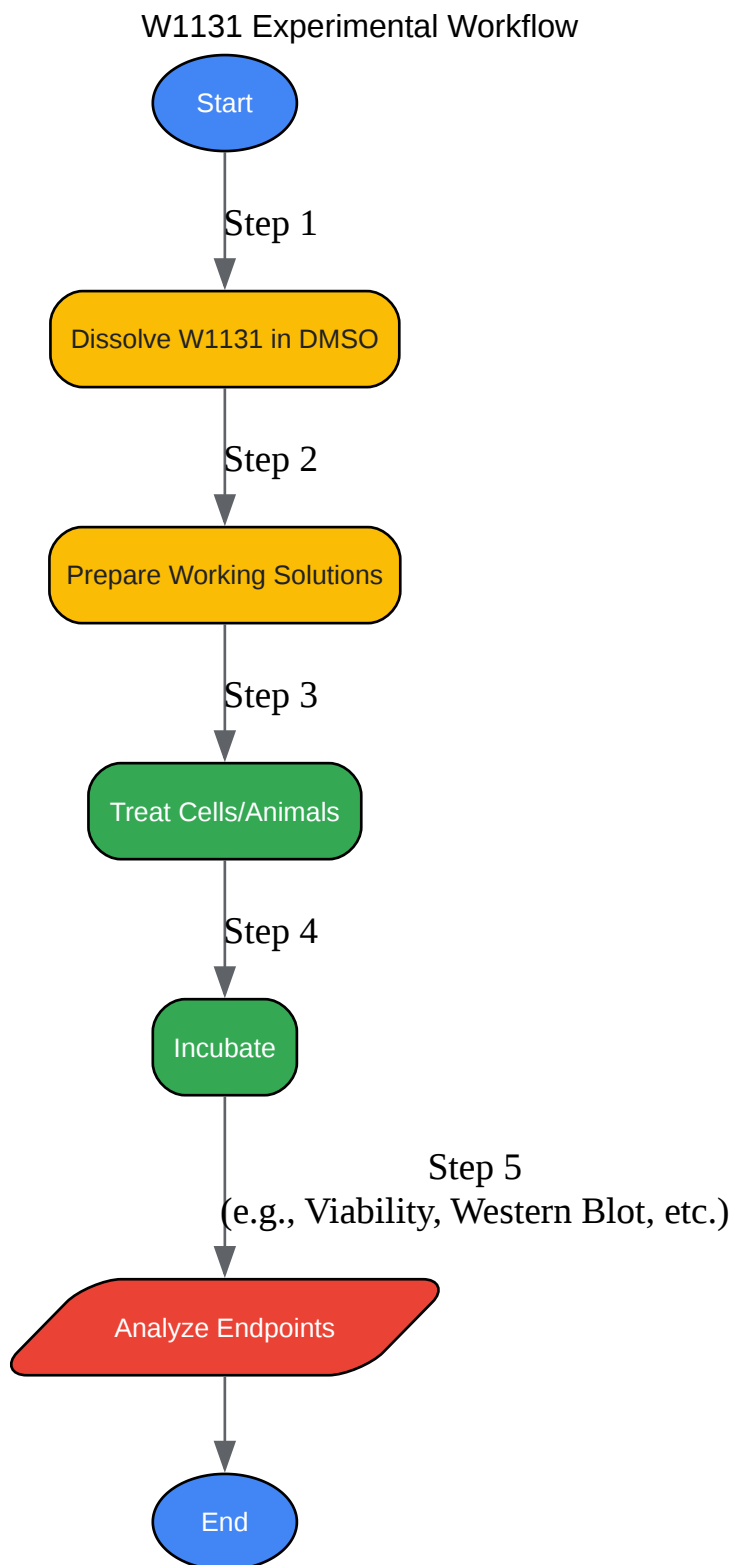 W1131 Experimental Workflow
Start
Step 1
Dissolve W1131 in DMSO
Step 2
Prepare Working Solutions
Step 3
Treat Cells/Animals
Step 4
Incubate
Step 5
(e.g., Viability, Western Blot, etc.)
Analyze Endpoints
End